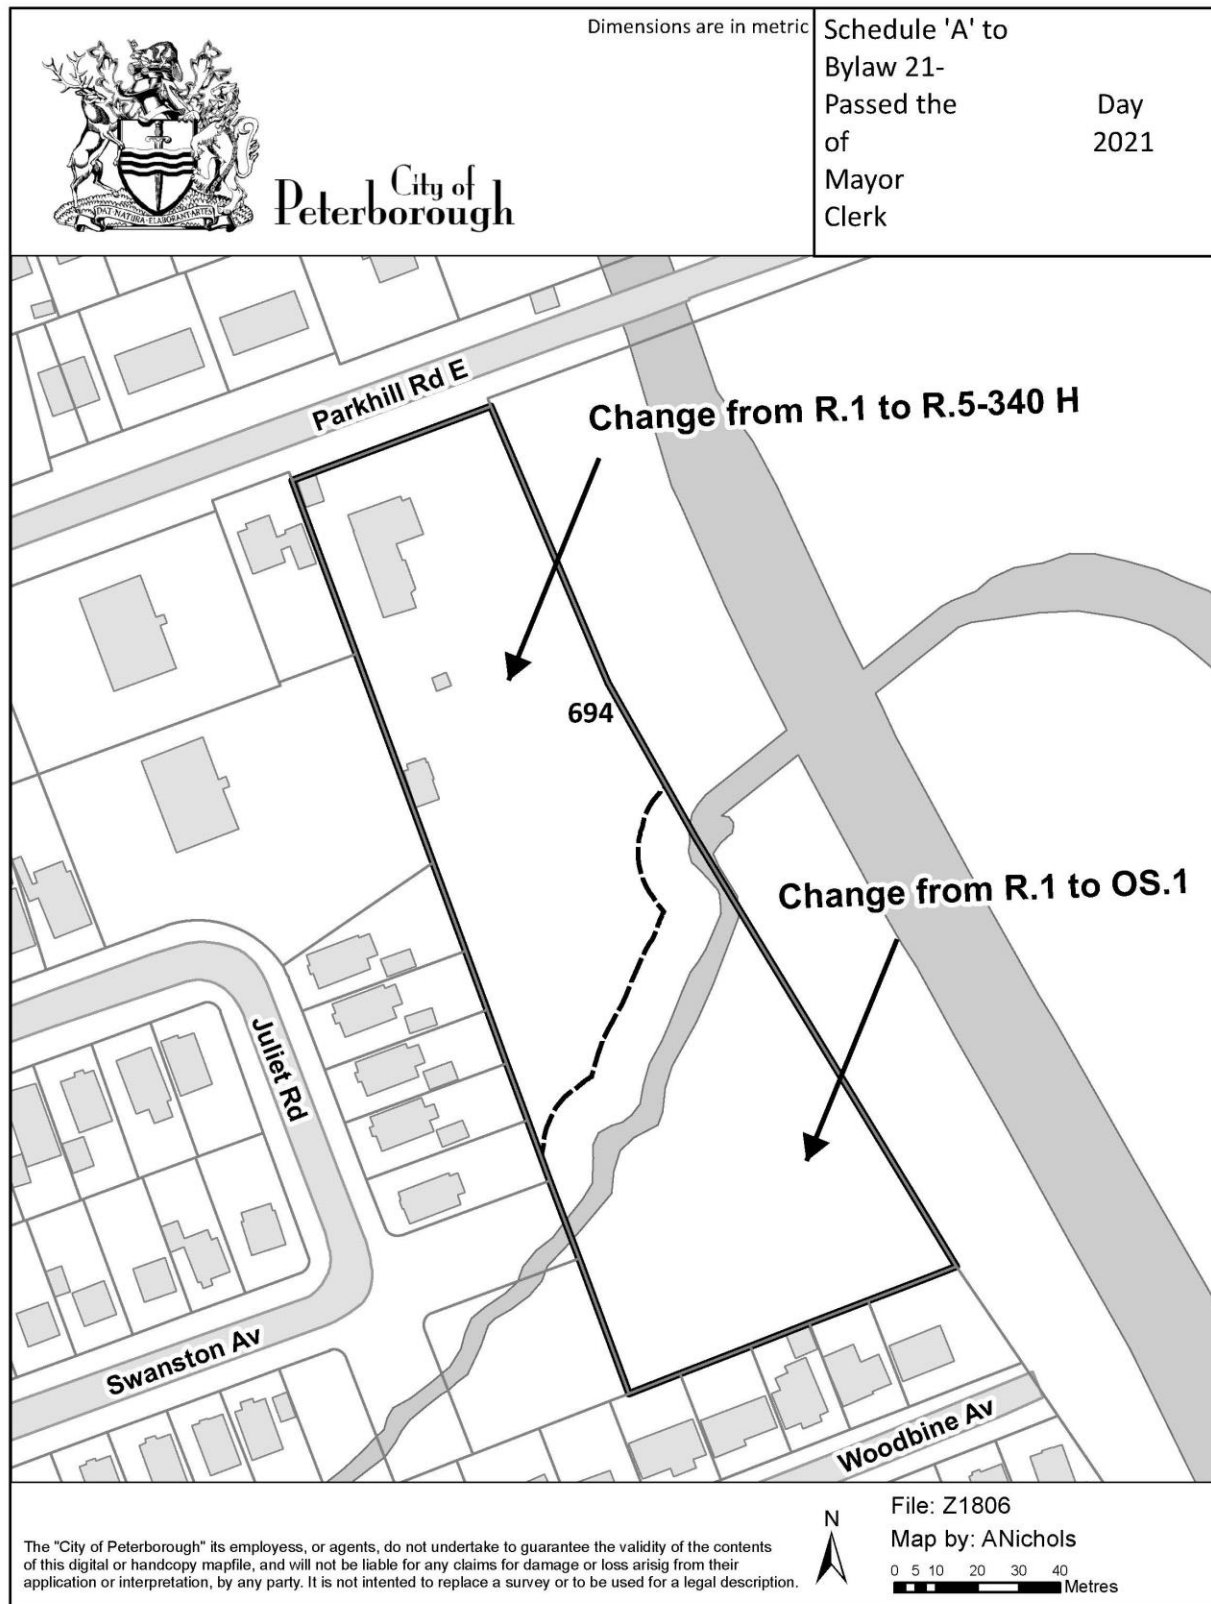 Dimensions are in metric
Schedule 'A' to
Bylaw 21-
Passed the Day
of 2021
Mayor
Clerk
DAT·NATURA·ELABORANT·ARTES
City of
Peterborough
Parkhill Rd E
Change from R.1 to R.5-340 H
694
Change from R.1 to OS.1
Juliet Rd
Swanston Av
Woodbine Av
The "City of Peterborough" its employess, or agents, do not undertake to guarantee the validity of the contents
of this digital or handcopy mapfile, and will not be liable for any claims for damage or loss arisig from their
application or interpretation, by any party. It is not intended to replace a survey or to be used for a legal description.
N
File: Z1806
Map by: ANichols
0 5 10 20 30 40
Metres